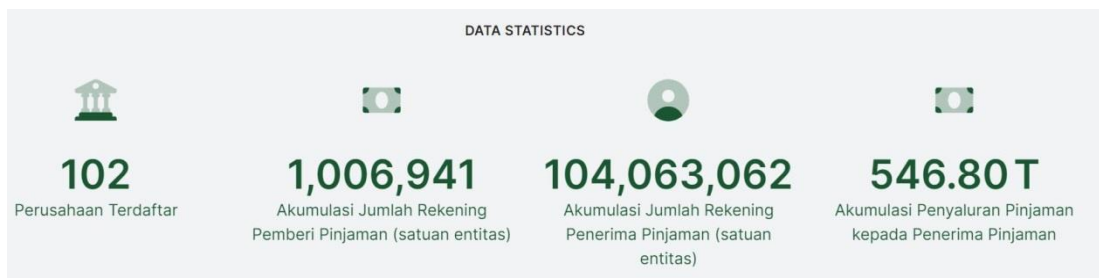 DATA STATISTICS
102
Perusahaan Terdaftar
1,006,941
Akumulasi Jumlah Rekening
Pemberi Pinjaman (satuan entitas)
104,063,062
Akumulasi Jumlah Rekening
Penerima Pinjaman (satuan
entitas)
546.80 T
Akumulasi Penyaluran Pinjaman
kepada Penerima Pinjaman